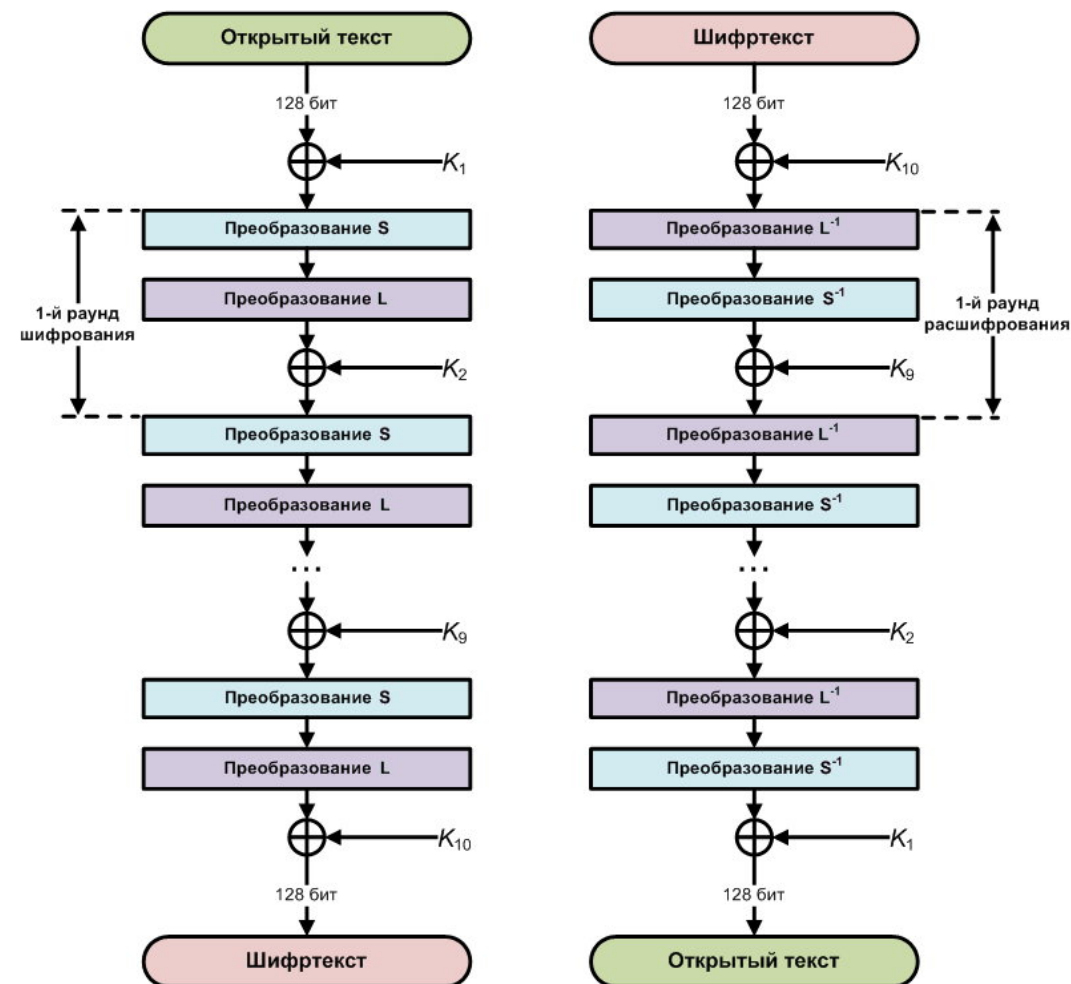 Открытый текст
128 бит
K₁
Преобразование S
Преобразование L
1-й раунд
шифрования
K₂
Преобразование S
Преобразование L
...
K₉
Преобразование S
Преобразование L
K₁₀
128 бит
Шифртекст
Шифртекст
128 бит
K₁₀
Преобразование L⁻¹
Преобразование S⁻¹
1-й раунд
расшифрования
K₉
Преобразование L⁻¹
Преобразование S⁻¹
...
K₂
Преобразование L⁻¹
Преобразование S⁻¹
K₁
128 бит
Открытый текст